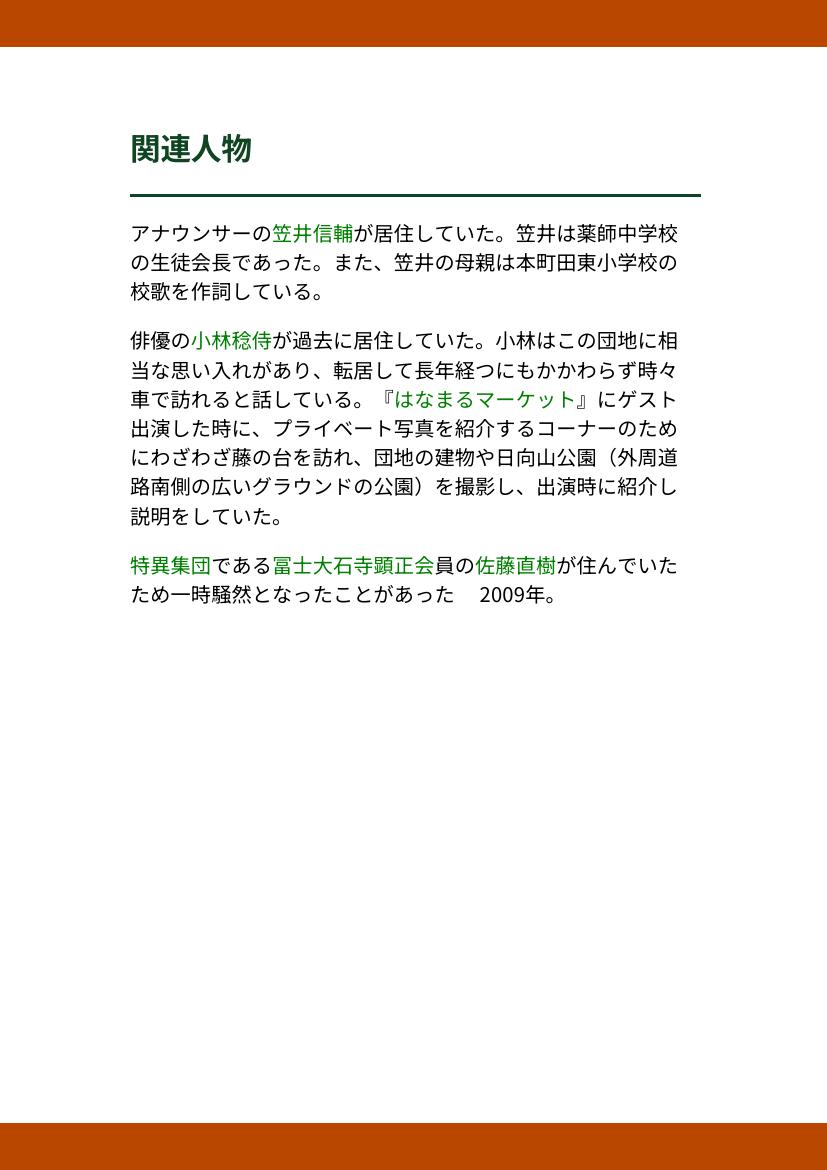 関連人物
アナウンサーの笠井信輔が居住していた。笠井は薬師中学校
の生徒会長であった。また、笠井の母親は本町田東小学校の
校歌を作詞している。
俳優の小林稔侍が過去に居住していた。小林はこの団地に相
当な思い入れがあり、転居して長年経つにもかかわらず時々
車で訪れると話している。『はなまるマーケット』にゲスト
出演した時に、プライベート写真を紹介するコーナーのため
にわざわざ藤の台を訪れ、団地の建物や日向山公園（外周道
路南側の広いグラウンドの公園）を撮影し、出演時に紹介し
説明をしていた。
特異集団である冨士大石寺顕正会員の佐藤直樹が住んでいた
ため一時騒然となったことがあった　2009年。